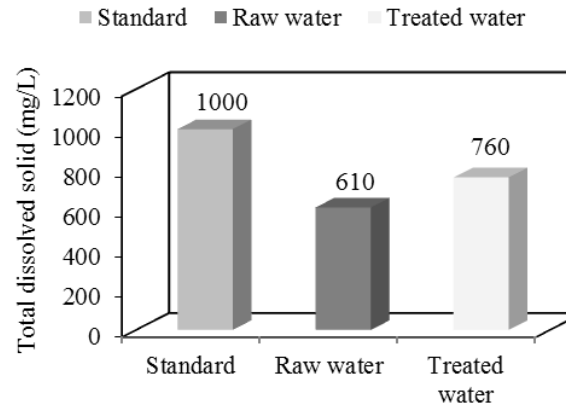 Standard Raw water Treated water
Total dissolved solid (mg/L)
1200
1000
800
600
400
200
0
1000
610
760
Standard Raw water Treated
water